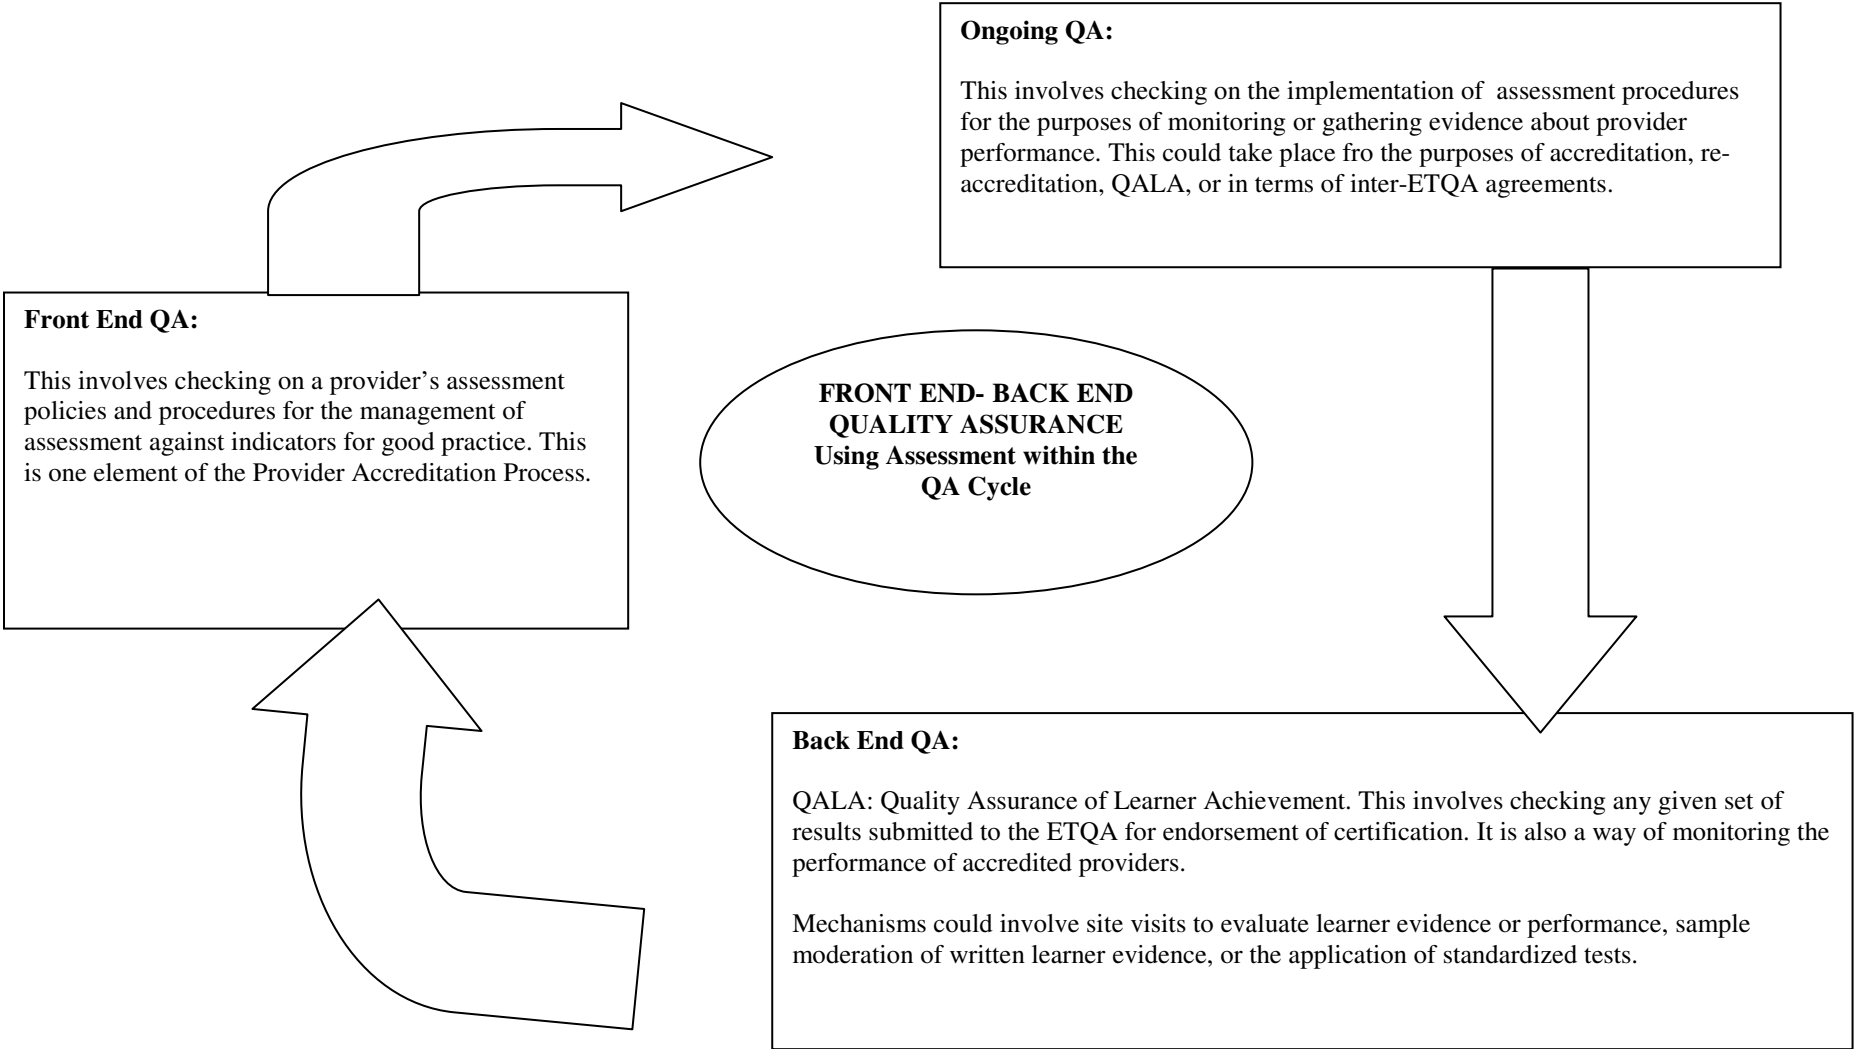 Ongoing QA:
This involves checking on the implementation of  assessment procedures
for the purposes of monitoring or gathering evidence about provider
performance. This could take place fro the purposes of accreditation, re-
accreditation, QALA, or in terms of inter-ETQA agreements.
Front End QA:
This involves checking on a provider’s assessment
policies and procedures for the management of
assessment against indicators for good practice. This
is one element of the Provider Accreditation Process.
FRONT END- BACK END
QUALITY ASSURANCE
Using Assessment within the
QA Cycle
Back End QA:
QALA: Quality Assurance of Learner Achievement. This involves checking any given set of
results submitted to the ETQA for endorsement of certification. It is also a way of monitoring the
performance of accredited providers.
Mechanisms could involve site visits to evaluate learner evidence or performance, sample
moderation of written learner evidence, or the application of standardized tests.